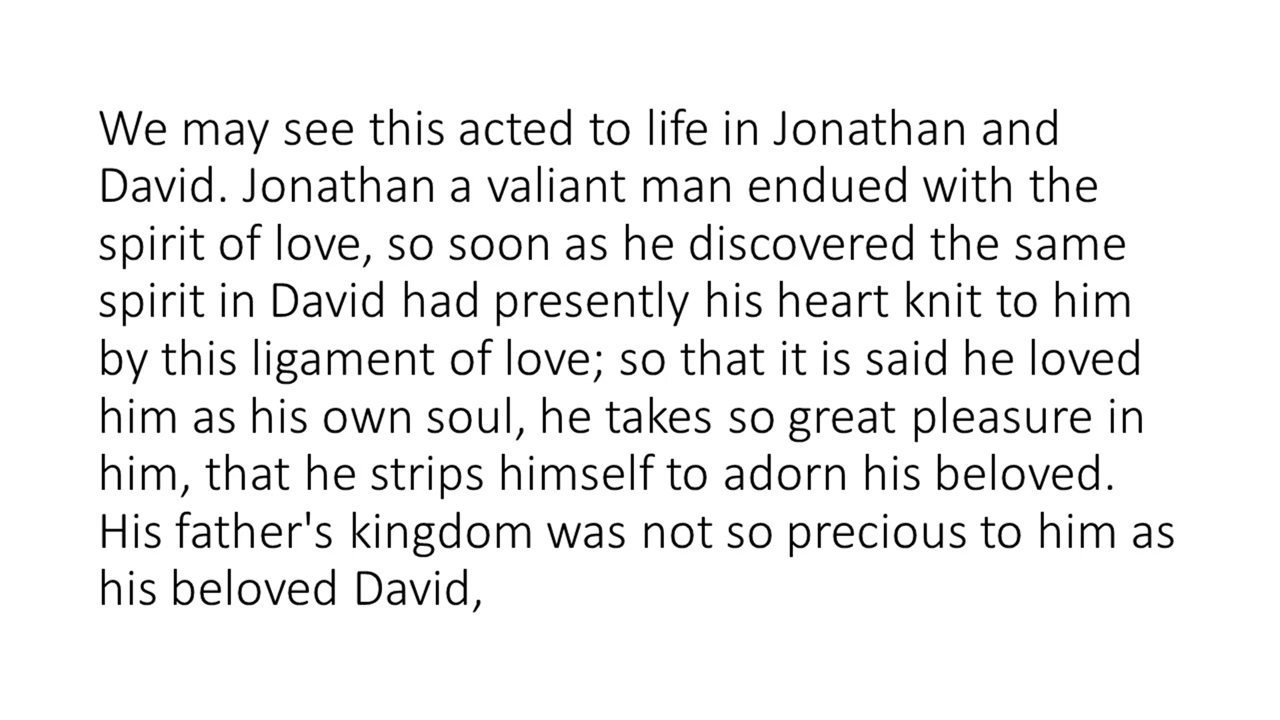 We may see this acted to life in Jonathan and
David. Jonathan a valiant man endued with the
spirit of love, so soon as he discovered the same
spirit in David had presently his heart knit to him
by this ligament of love; so that it is said he loved
him as his own soul, he takes so great pleasure in
him, that he strips himself to adorn his beloved.
His father's kingdom was not so precious to him as
his beloved David,